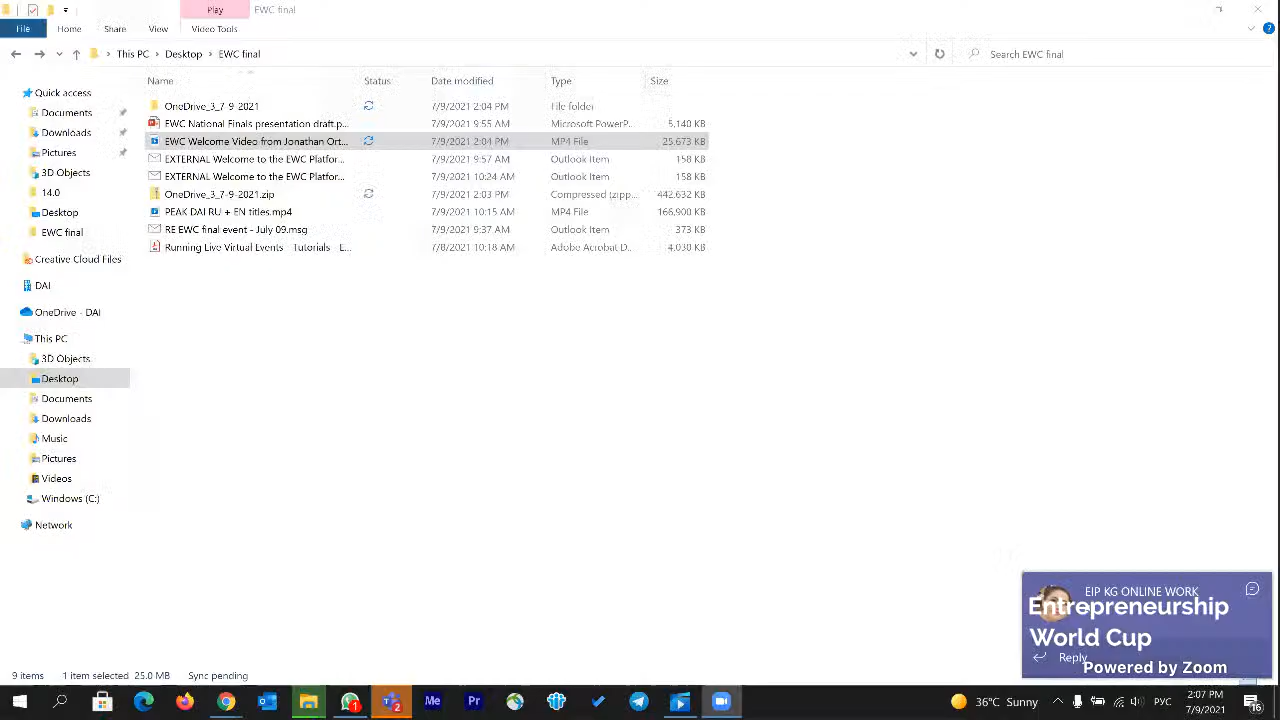 Play EWC final
File Home Share View Video Tools
This PC Desktop EWC final Search EWC final
Name Status Date modified Type Size
Quick access
Documents
Downloads
Pictures
3D Objects
14.0
Desktop
EWC final
Creative Cloud Files
DAI
OneDrive - DAI
This PC
3D Objects
Desktop
Documents
Downloads
Music
Pictures
Videos
Windows (C:)
Network
OneDrive_3_7-9-2021 7/9/2021 2:04 PM File folder
EWC National Finals presentation draft.p... 7/9/2021 9:55 AM Microsoft PowerP... 5,140 KB
EWC Welcome Video from Jonathan Ort... 7/9/2021 2:04 PM MP4 File 25,673 KB
EXTERNAL Welcome to the EWC Platfor... 7/9/2021 9:57 AM Outlook Item 158 KB
EXTERNAL Welcome to the EWC Platfor... 7/9/2021 10:24 AM Outlook Item 158 KB
OneDrive_3_7-9-2021.zip 7/9/2021 2:03 PM Compressed (zipp... 442,632 KB
PEAK DAI RU + EN titles.mp4 7/9/2021 10:15 AM MP4 File 166,900 KB
RE EWC final event - July 09.msg 7/9/2021 9:37 AM Outlook Item 373 KB
Running Live Virtual Events - Tutorials - E... 7/8/2021 10:18 AM Adobe Acrobat D... 4,030 KB
EIP KG ONLINE WORK
Entrepreneurship
World Cup
Reply
Powered by Zoom
9 items 1 item selected 25.0 MB Sync pending
1 2 Me Pr 36°C Sunny РУС 2:07 PM
7/9/2021 6